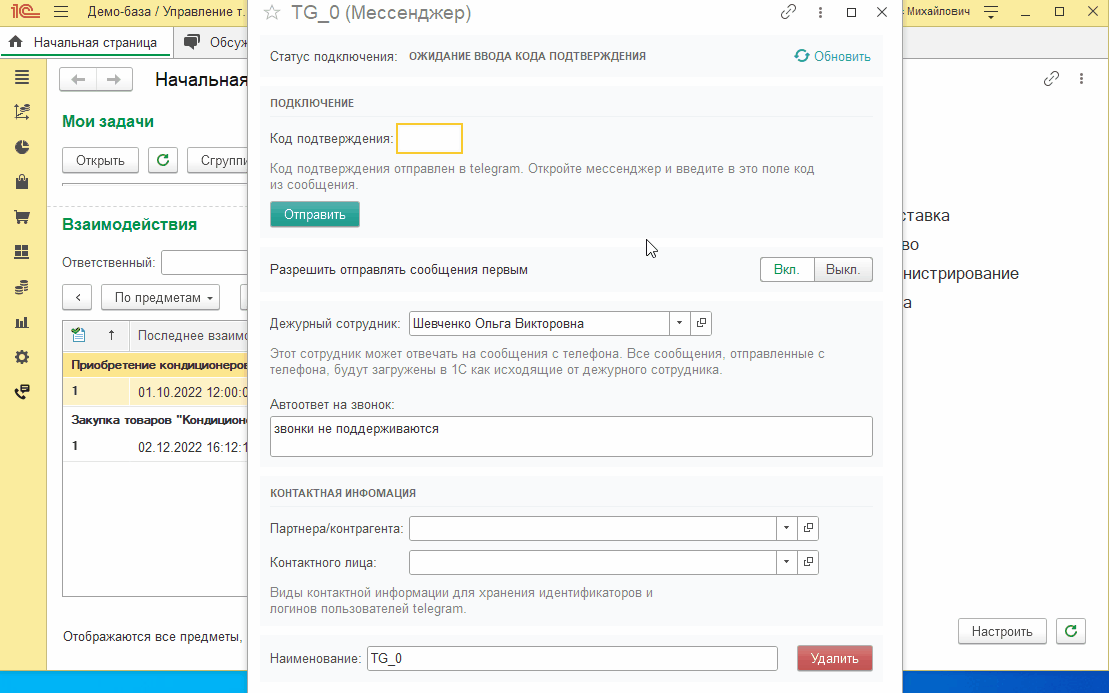 1С Демо-база / Управление т.
Михайлович
Начальная страница
Обсу
Начальная
Мои задачи
Открыть
Сгруппи
Взаимодействия
Ответственный:
По предметам
Последнее взаимо
Приобретение кондиционеров
1 01.10.2022 12:00:0
Закупка товаров "Кондицион
1 02.12.2022 16:12:1
Отображаются все предметы,
TG_0 (Мессенджер)
Статус подключения: ОЖИДАНИЕ ВВОДА КОДА ПОДТВЕРЖДЕНИЯ
Обновить
ПОДКЛЮЧЕНИЕ
Код подтверждения:
Код подтверждения отправлен в telegram. Откройте мессенджер и введите в это поле код
из сообщения.
Отправить
Разрешить отправлять сообщения первым
Вкл. Выкл.
Дежурный сотрудник: Шевченко Ольга Викторовна
Этот сотрудник может отвечать на сообщения с телефона. Все сообщения, отправленные с
телефона, будут загружены в 1С как исходящие от дежурного сотрудника.
Автоответ на звонок:
звонки не поддерживаются
КОНТАКТНАЯ ИНФОМАЦИЯ
Партнера/контрагента:
Контактного лица:
Виды контактной информации для хранения идентификаторов и
логинов пользователей telegram.
Наименование: TG_0
Удалить
ставка
во
нистрирование
а
Настроить